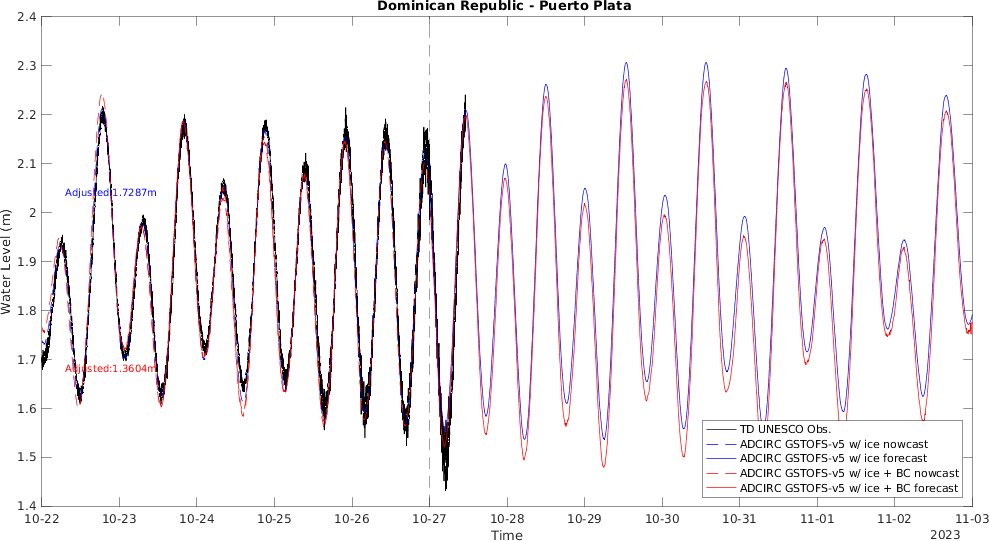 Dominican Republic - Puerto Plata
Water Level (m)
2.4
2.3
2.2
2.1
2
1.9
1.8
1.7
1.6
1.5
1.4
Adjusted:1.7287m
Adjusted:1.3604m
TD UNESCO Obs.
ADCIRC GSTOFS-v5 w/ ice nowcast
ADCIRC GSTOFS-v5 w/ ice forecast
ADCIRC GSTOFS-v5 w/ ice + BC nowcast
ADCIRC GSTOFS-v5 w/ ice + BC forecast
10-22 10-23 10-24 10-25 10-26 10-27 10-28 10-29 10-30 10-31 11-01 11-02 11-03
Time
2023